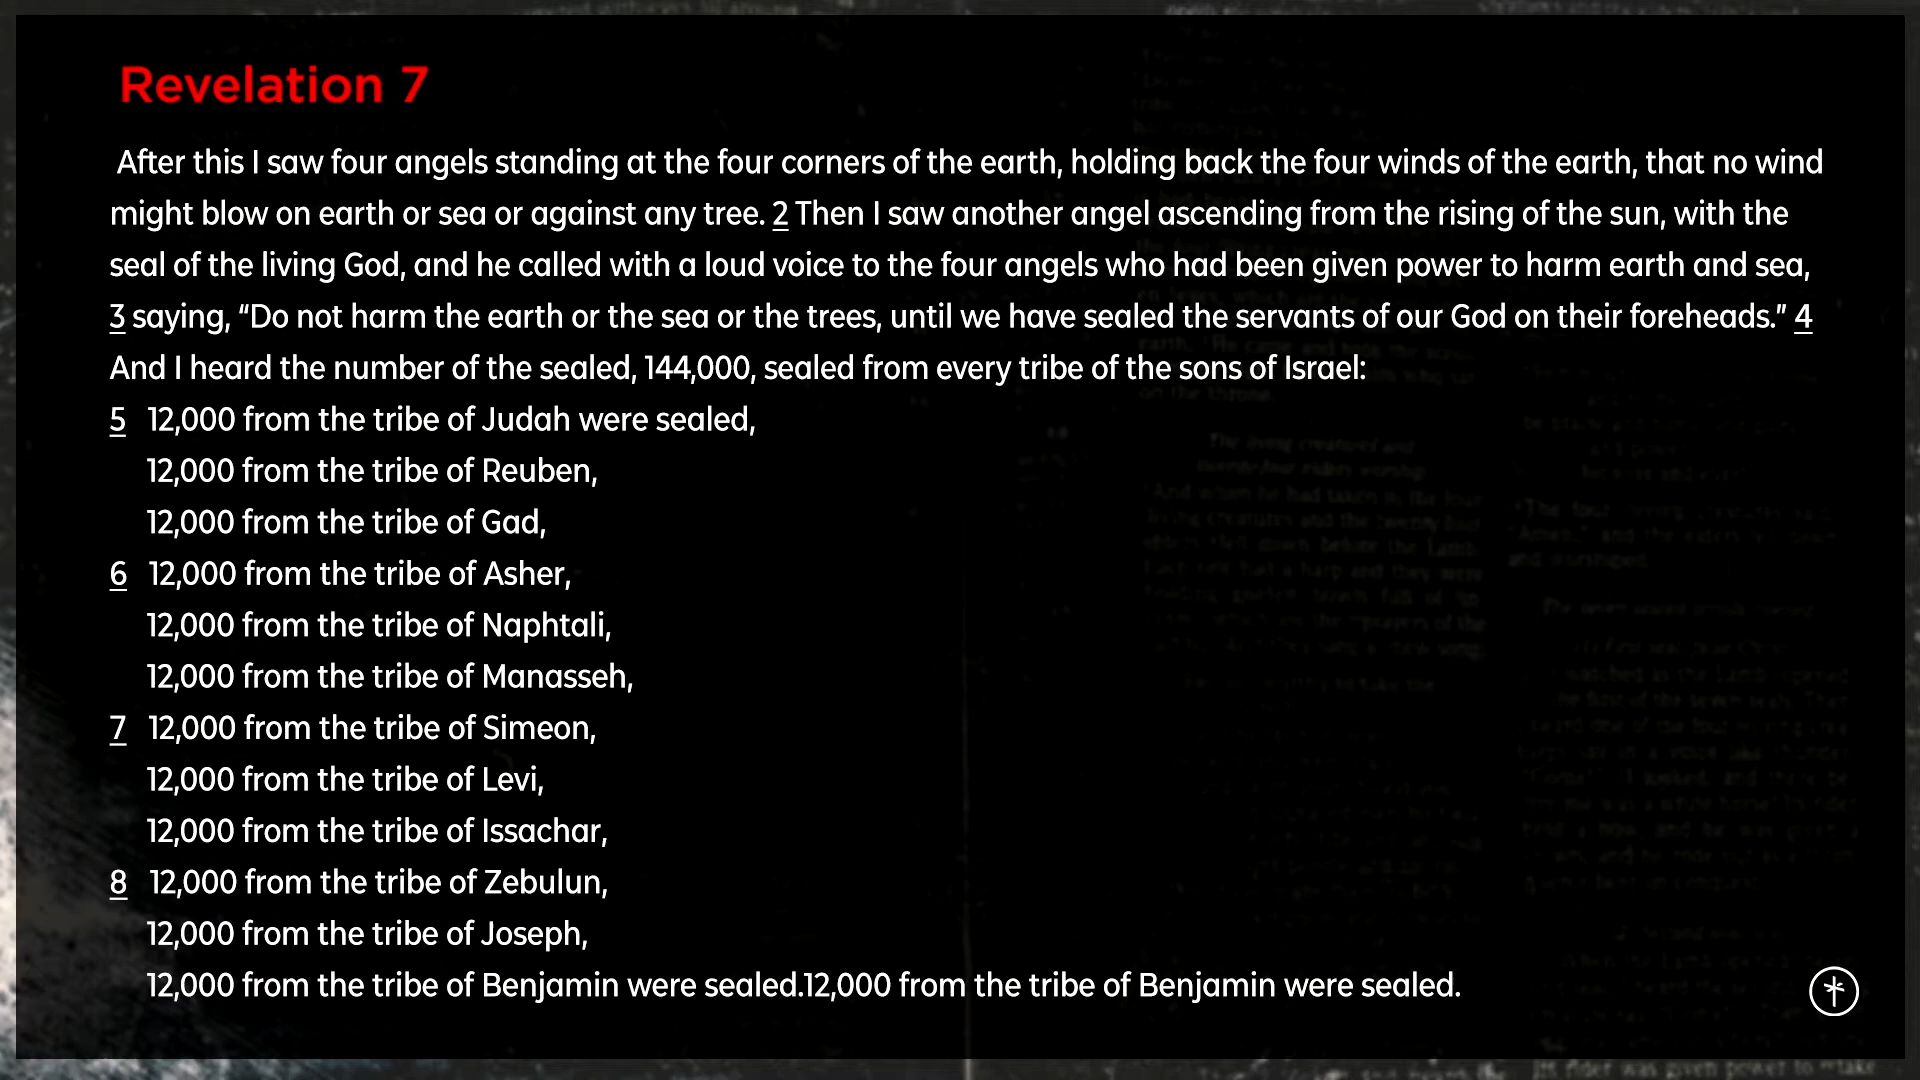 Revelation 7
After this I saw four angels standing at the four corners of the earth, holding back the four winds of the earth, that no wind
might blow on earth or sea or against any tree. 2 Then I saw another angel ascending from the rising of the sun, with the
seal of the living God, and he called with a loud voice to the four angels who had been given power to harm earth and sea,
3 saying, “Do not harm the earth or the sea or the trees, until we have sealed the servants of our God on their foreheads.” 4
And I heard the number of the sealed, 144,000, sealed from every tribe of the sons of Israel:
5 12,000 from the tribe of Judah were sealed,
12,000 from the tribe of Reuben,
12,000 from the tribe of Gad,
6 12,000 from the tribe of Asher,
12,000 from the tribe of Naphtali,
12,000 from the tribe of Manasseh,
7 12,000 from the tribe of Simeon,
12,000 from the tribe of Levi,
12,000 from the tribe of Issachar,
8 12,000 from the tribe of Zebulun,
12,000 from the tribe of Joseph,
12,000 from the tribe of Benjamin were sealed.12,000 from the tribe of Benjamin were sealed.